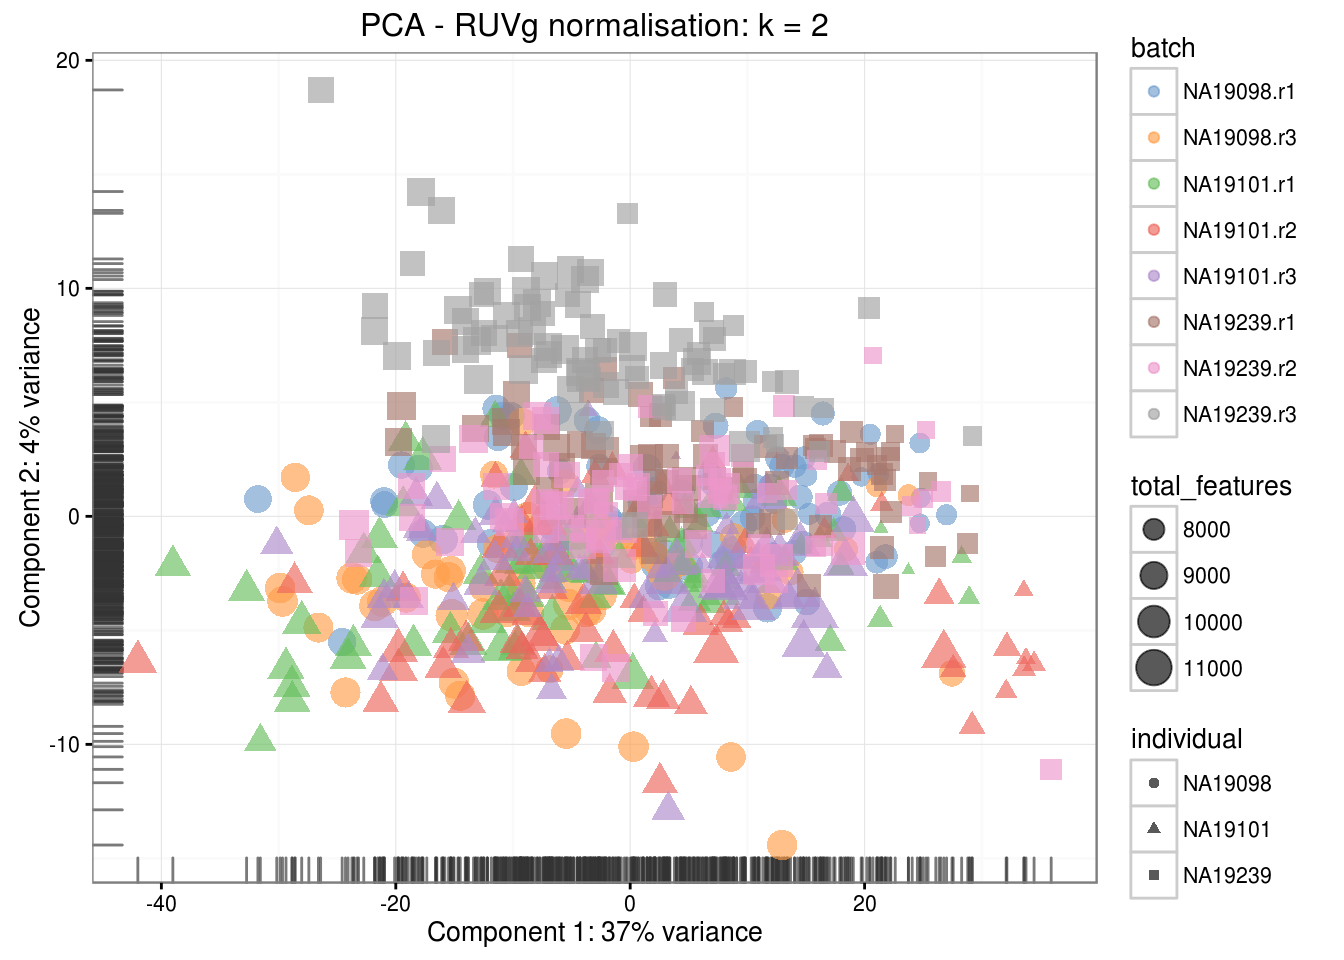 PCA - RUVg normalisation: k = 2
20
10
0
-10
-40
-20
0
20
Component 1: 37% variance
Component 2: 4% variance
batch
NA19098.r1
NA19098.r3
NA19101.r1
NA19101.r2
NA19101.r3
NA19239.r1
NA19239.r2
NA19239.r3
total_features
8000
9000
10000
11000
individual
NA19098
NA19101
NA19239